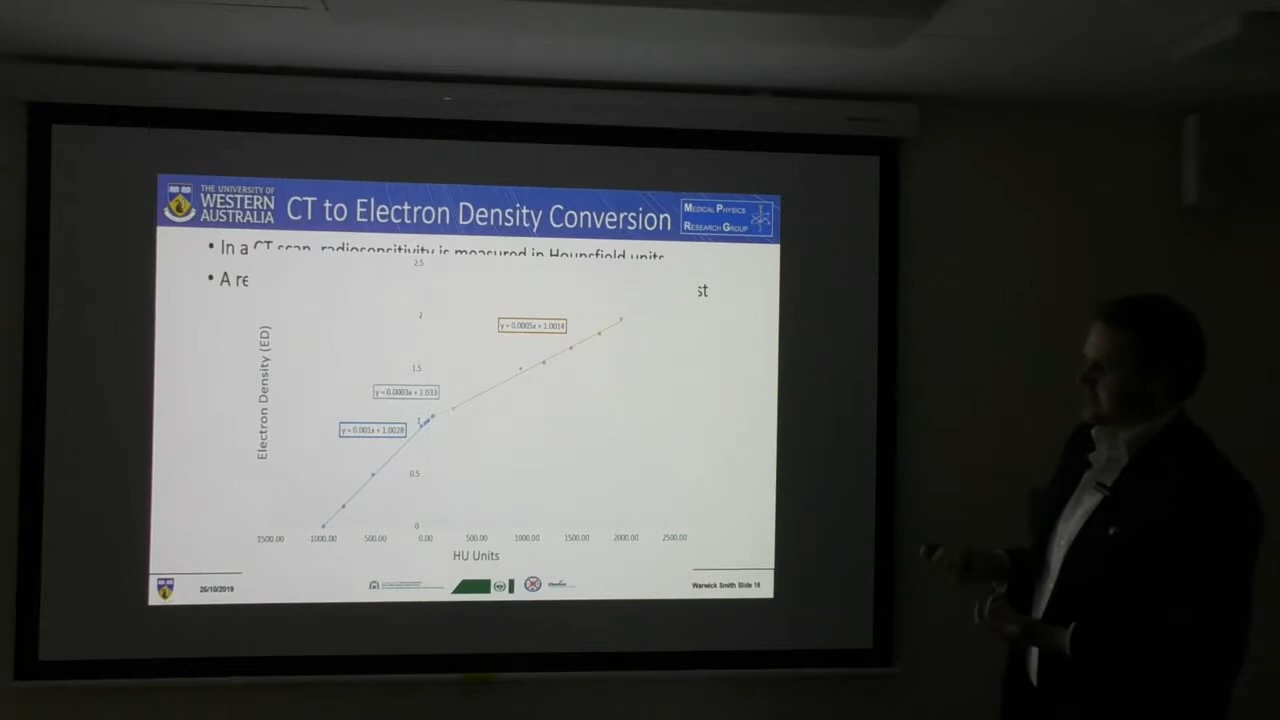 THE UNIVERSITY OF
WESTERN
AUSTRALIA
CT to Electron Density Conversion
MEDICAL PHYSICS
RESEARCH GROUP
• In a CT scan, radiosensitivity is measured in Hounsfield units
• A re
st
2.5
2
1.5
1
0.5
0
Electron Density (ED)
y = 0.0005x + 1.0014
y = 0.0003x + 1.033
y = 0.001x + 1.0028
1500.00 -1000.00 -500.00 0.00 500.00 1000.00 1500.00 2000.00 2500.00
HU Units
25/10/2019
Warwick Smith Slide 16